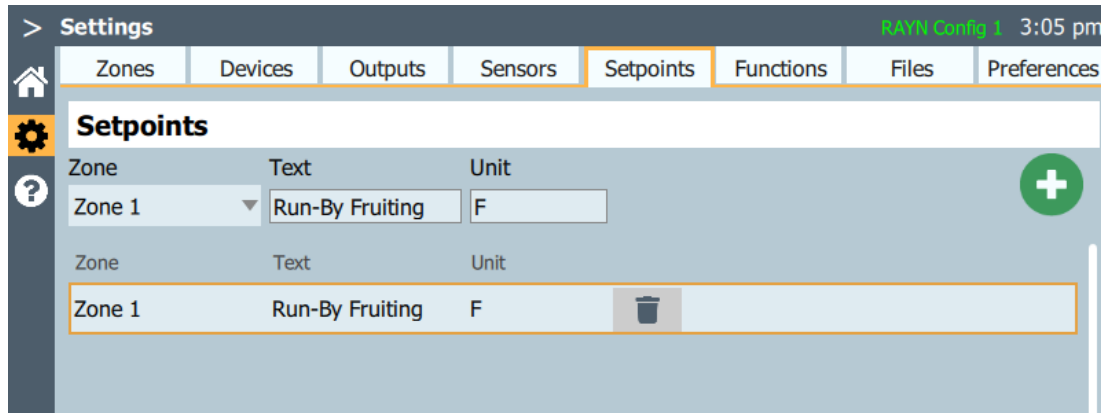 > Settings RAYN Config 1 3:05 pm
Zones Devices Outputs Sensors Setpoints Functions Files Preferences
Setpoints
Zone Text Unit
Zone 1 Run-By Fruiting F
Zone Text Unit
Zone 1 Run-By Fruiting F